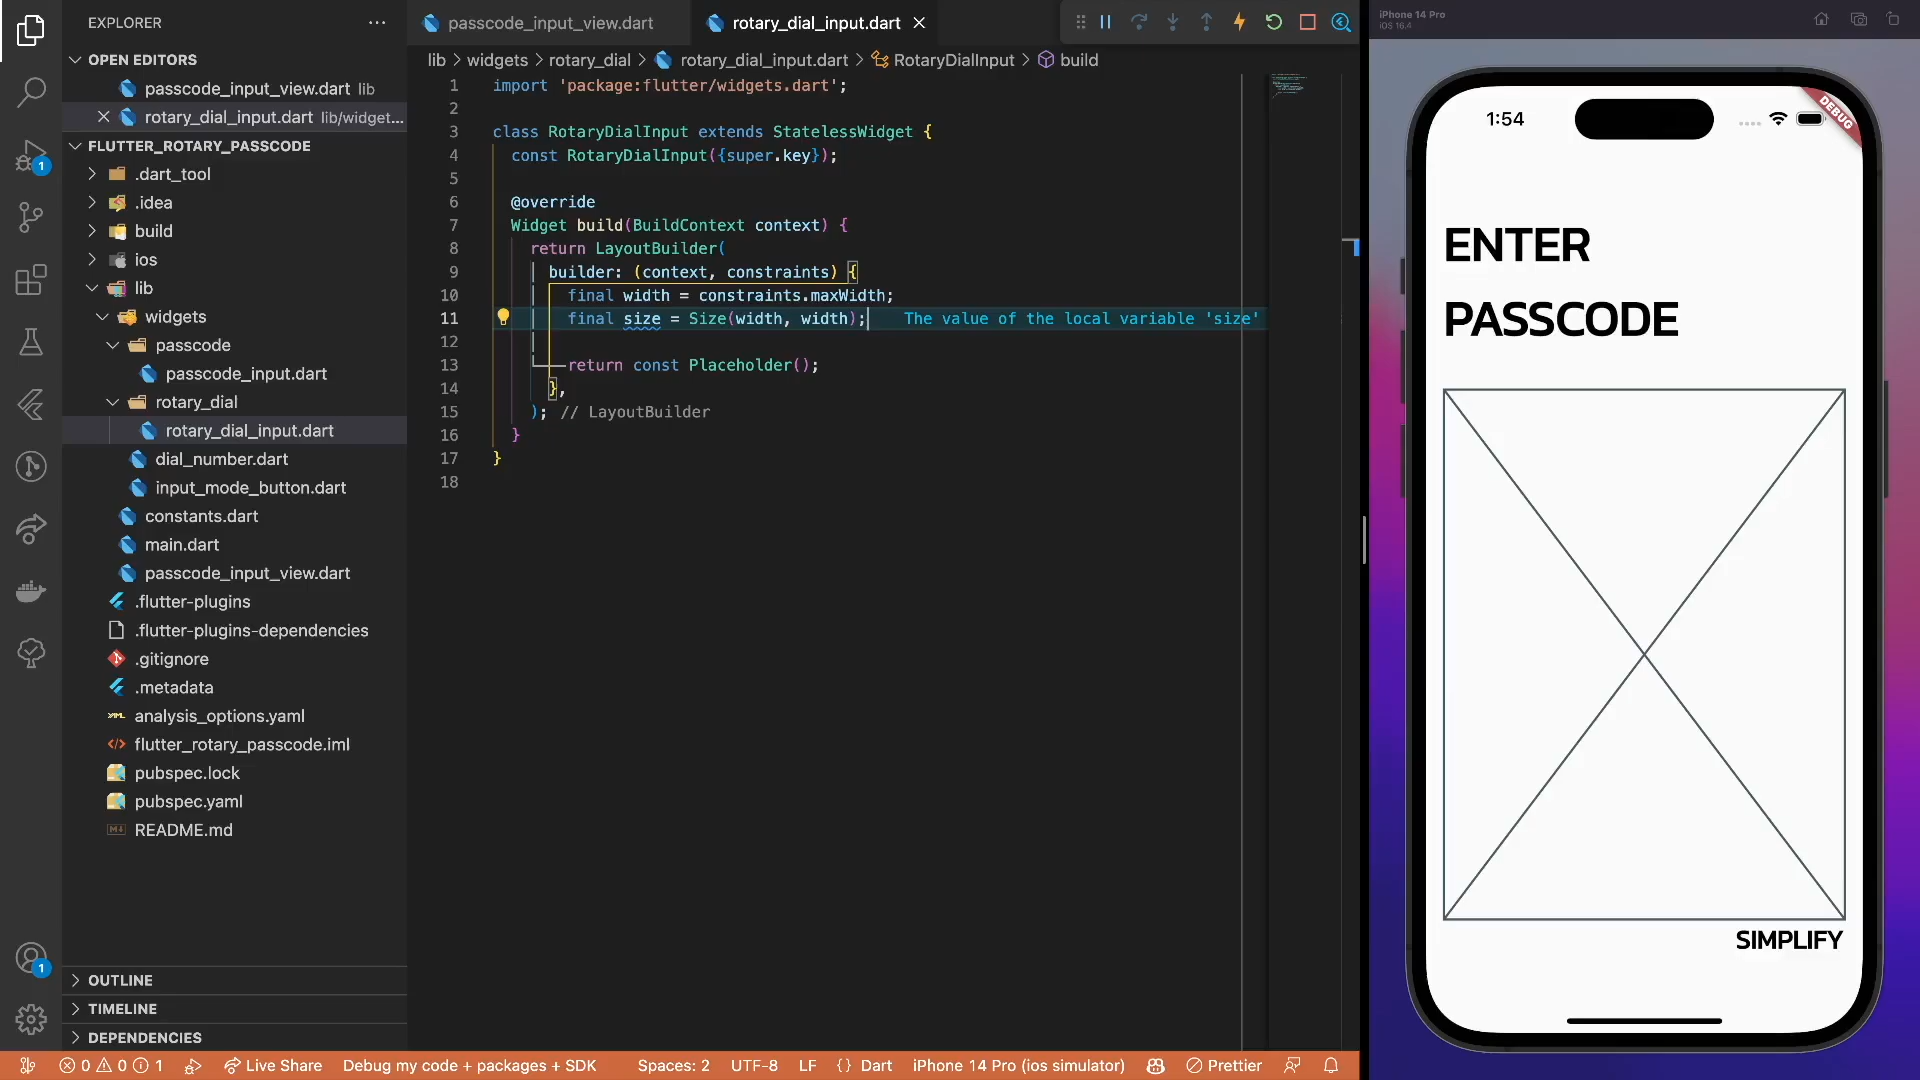 EXPLORER
OPEN EDITORS
passcode_input_view.dart lib
rotary_dial_input.dart lib/widget...
FLUTTER_ROTARY_PASSCODE
.dart_tool
.idea
build
ios
lib
widgets
passcode
passcode_input.dart
rotary_dial
rotary_dial_input.dart
dial_number.dart
input_mode_button.dart
constants.dart
main.dart
passcode_input_view.dart
.flutter-plugins
.flutter-plugins-dependencies
.gitignore
.metadata
analysis_options.yaml
flutter_rotary_passcode.iml
pubspec.lock
pubspec.yaml
README.md
OUTLINE
TIMELINE
DEPENDENCIES
1
1
passcode_input_view.dart
rotary_dial_input.dart
lib > widgets > rotary_dial > rotary_dial_input.dart > RotaryDialInput > build
1 import 'package:flutter/widgets.dart';
2
3 class RotaryDialInput extends StatelessWidget {
4 const RotaryDialInput({super.key});
5
6 @override
7 Widget build(BuildContext context) {
8 return LayoutBuilder(
9 builder: (context, constraints) {
10 final width = constraints.maxWidth;
11 final size = Size(width, width); The value of the local variable 'size'
12
13 return const Placeholder();
14 },
15 ); // LayoutBuilder
16 }
17 }
18
0 0 1 Live Share Debug my code + packages + SDK Spaces: 2 UTF-8 LF {} Dart iPhone 14 Pro (ios simulator) Prettier
iPhone 14 Pro
iOS 16.4
1:54
DEBUG
ENTER
PASSCODE
SIMPLIFY